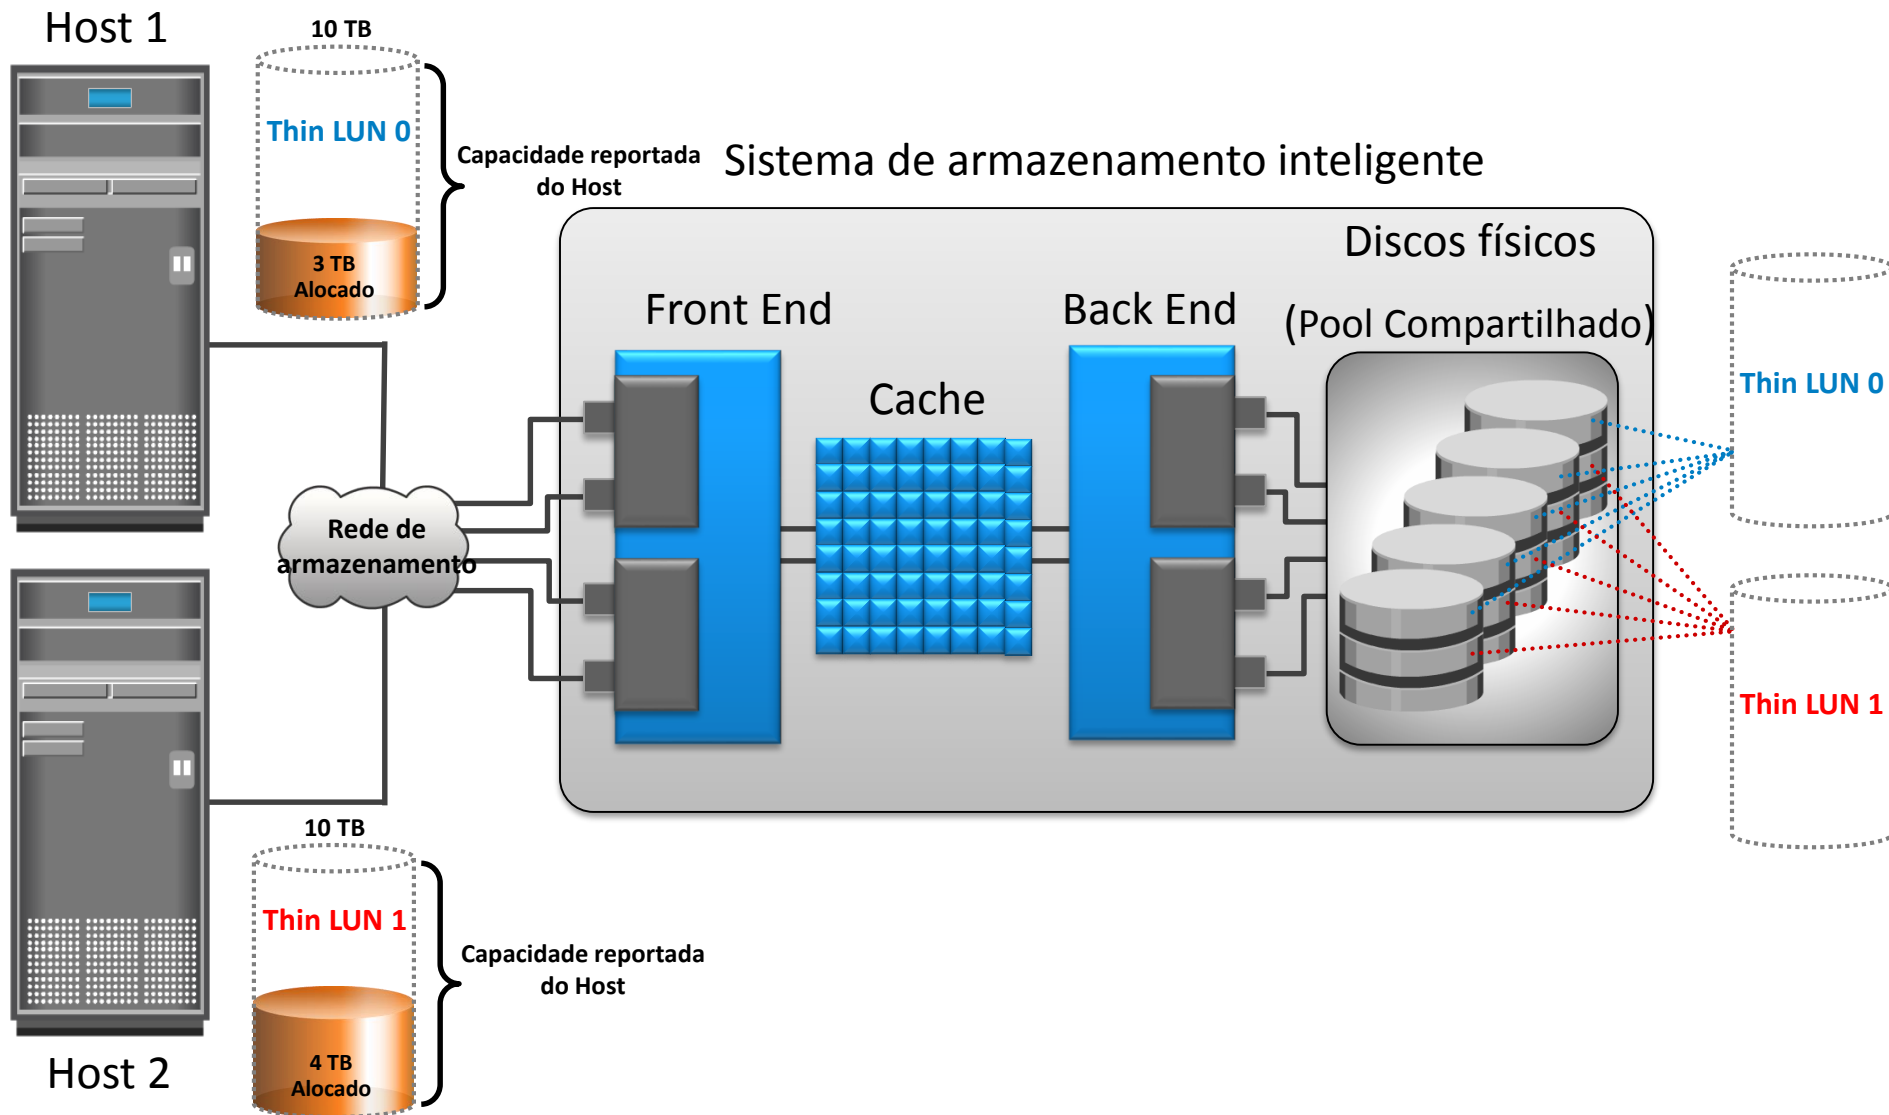 Host 1
10 TB
Thin LUN 0
3 TB
Alocado
Capacidade reportada
do Host
Sistema de armazenamento inteligente
Discos físicos
(Pool Compartilhado)
Front End
Cache
Back End
Thin LUN 0
Thin LUN 1
Rede de
armazenamento
Host 2
10 TB
Thin LUN 1
4 TB
Alocado
Capacidade reportada
do Host